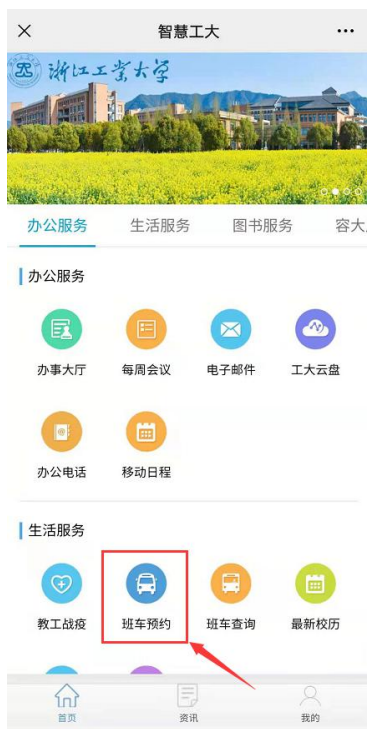 智慧工大
浙江工业大学
办公服务 生活服务 图书服务 容大
办公服务
办事大厅 每周会议 电子邮件 工大云盘
办公电话 移动日程
生活服务
教工战疫 班车预约 班车查询 最新校历
首页 资讯 我的